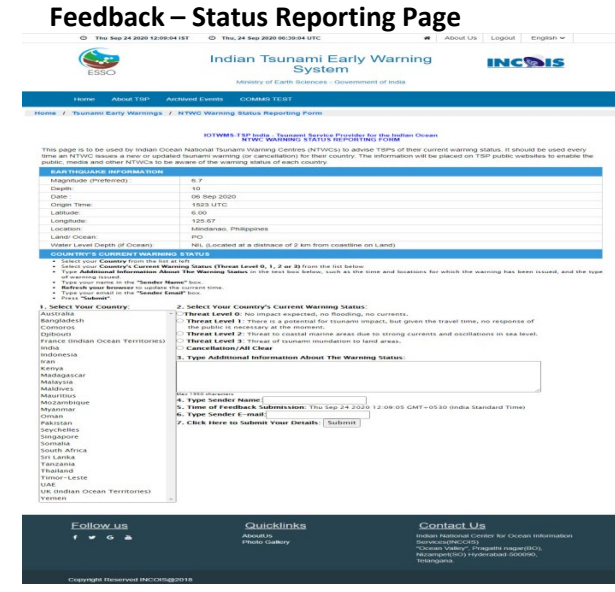 Feedback – Status Reporting Page
Thu Sep 24 2020 12:09:04 IST Thu, 24 Sep 2020 06:39:04 UTC About Us Logout English
ESSO
Indian Tsunami Early Warning
System
Ministry of Earth Sciences - Government of India
INCOIS
Home About TSP Archived Events COMMS TEST
Home / Tsunami Early Warnings / NTWC Warning Status Reporting Form
IOTWMS-TSP India - Tsunami Service Provider for the Indian Ocean
NTWC WARNING STATUS REPORTING FORM
This page is to be used by Indian Ocean National Tsunami Warning Centres (NTWCs) to advise TSPs of their current warning status. It should be used every
time an NTWC issues a new or updated tsunami warning (or cancellation) for their country. The information will be placed on TSP public websites to enable the
public, media and other NTWCs to be aware of the warning status of each country.
EARTHQUAKE INFORMATION
Magnitude (Preferred): 6.7
Depth: 10
Date : 06 Sep 2020
Origin Time: 1523 UTC
Latitude: 6.00
Longitude: 125.67
Location: Mindanao, Philippines
Land/ Ocean: PO
Water Level Depth (if Ocean): NIL (Located at a distnace of 2 km from coastline on Land)
COUNTRY'S CURRENT WARNING STATUS
• Select your Country from the list at left
• Select your Country's Current Warning Status (Threat Level 0, 1, 2 or 3) from the list below
• Type Additional Information About The Warning Status in the text box below, such as the time and locations for which the warning has been issued, and the type
of warning issued.
• Type your name in the "Sender Name" box.
• Refresh your browser to update the current time.
• Type your email in the "Sender Email" box.
• Press "Submit"
1. Select Your Country:
Australia
Bangladesh
Comoros
Djibouti
France (Indian Ocean Territories)
India
Indonesia
Iran
Kenya
Madagascar
Malaysia
Maldives
Mauritius
Mozambique
Myanmar
Oman
Pakistan
Seychelles
Singapore
Somalia
South Africa
Sri Lanka
Tanzania
Thailand
Timor-Leste
UAE
UK (Indian Ocean Territories)
Yemen
2. Select Your Country's Current Warning Status:
Threat Level 0: No impact expected, no flooding, no currents.
Threat Level 1: There is a potential for tsunami impact, but given the travel time, no response of
the public is necessary at the moment.
Threat Level 2: Threat to coastal marine areas due to strong currents and oscillations in sea level.
Threat Level 3: Threat of tsunami inundation to land areas.
Cancellation/All Clear
3. Type Additional Information About The Warning Status:
characters
4. Type Sender Name:
5. Time of Feedback Submission: Thu Sep 24 2020 12:09:05 GMT+0530 (India Standard Time)
6. Type Sender E-mail:
7. Click Here to Submit Your Details: Submit
Follow us
Quicklinks
AboutUs
Photo Gallery
Contact Us
Indian National Center for Ocean Information
Services(INCOIS)
"Ocean Valley", Pragathi nagar(BO),
Nizampet(SO) Hyderabad-500090,
Telangana.
Copyright Reserved INCOIS@2018